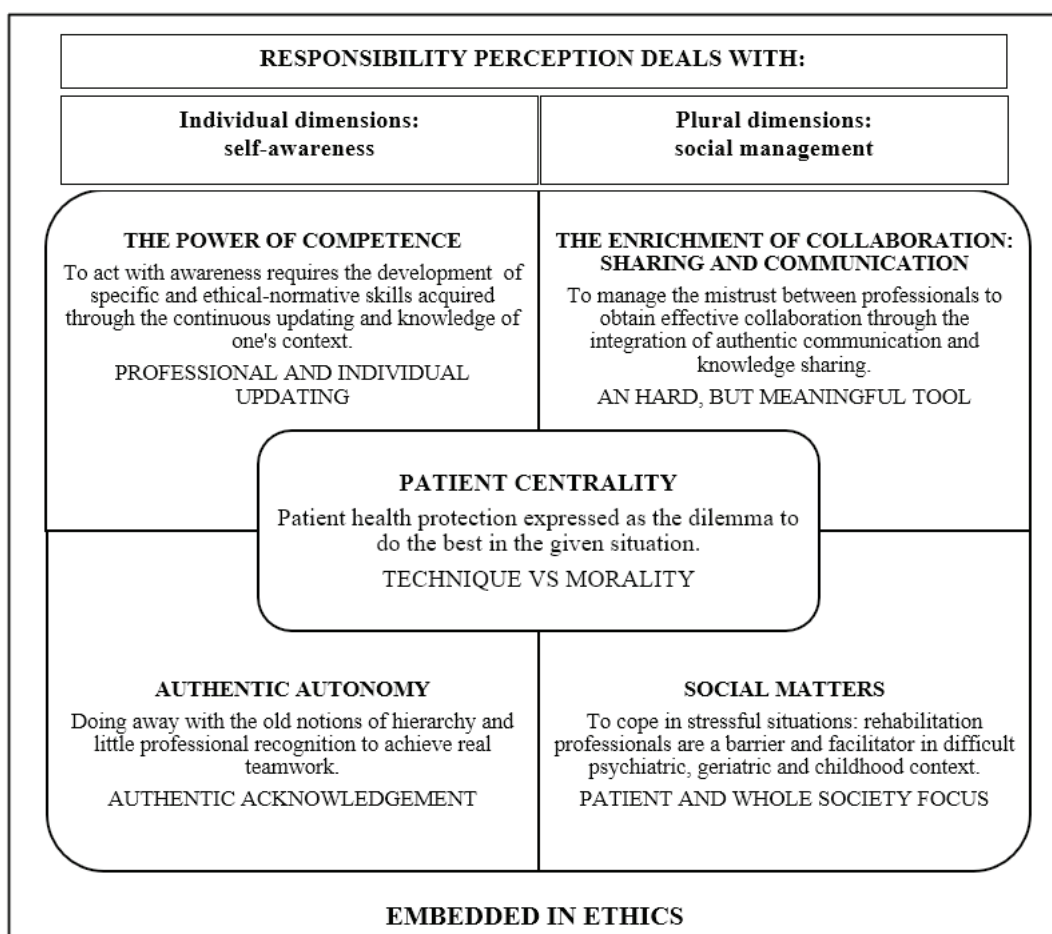 RESPONSIBILITY PERCEPTION DEALS WITH:
Individual dimensions:
self-awareness
Plural dimensions:
social management
THE POWER OF COMPETENCE
To act with awareness requires the development of
specific and ethical-normative skills acquired
through the continuous updating and knowledge of
one's context.
PROFESSIONAL AND INDIVIDUAL
UPDATING
THE ENRICHMENT OF COLLABORATION:
SHARING AND COMMUNICATION
To manage the mistrust between professionals to
obtain effective collaboration through the
integration of authentic communication and
knowledge sharing.
AN HARD, BUT MEANINGFUL TOOL
PATIENT CENTRALITY
Patient health protection expressed as the dilemma to
do the best in the given situation.
TECHNIQUE VS MORALITY
AUTHENTIC AUTONOMY
Doing away with the old notions of hierarchy and
little professional recognition to achieve real
teamwork.
AUTHENTIC ACKNOWLEDGEMENT
SOCIAL MATTERS
To cope in stressful situations: rehabilitation
professionals are a barrier and facilitator in difficult
psychiatric, geriatric and childhood context.
PATIENT AND WHOLE SOCIETY FOCUS
EMBEDDED IN ETHICS